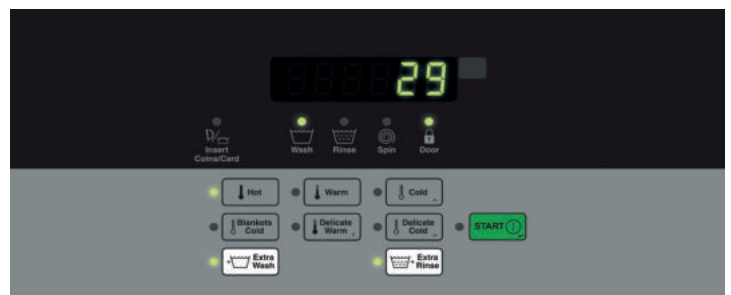 29
Insert
Coins/Card
Wash
Rinse
Spin
Door
Hot
Warm
Cold
Blankets
Cold
Delicate
Warm
Delicate
Cold
START
Extra
Wash
Extra
Rinse